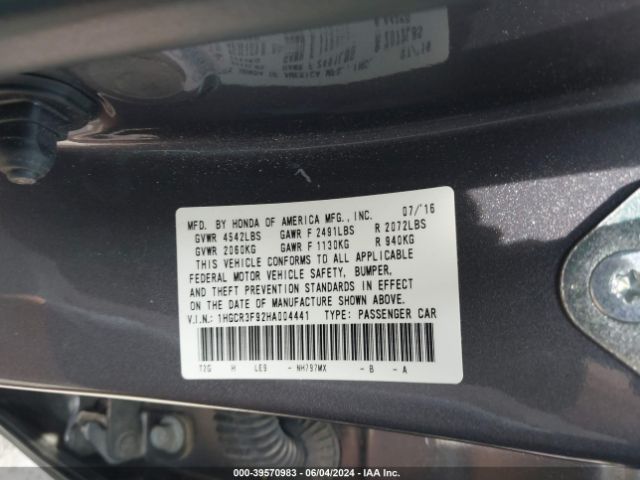 MFD. BY HONDA OF AMERICA MFG., INC. 07/'16
GVWR 4542LBS GAWR F 2491LBS R 2072LBS
GVWR 2060KG GAWR F 1130KG R 940KG
THIS VEHICLE CONFORMS TO ALL APPLICABLE
FEDERAL MOTOR VEHICLE SAFETY, BUMPER,
AND THEFT PREVENTION STANDARDS IN EFFECT
ON THE DATE OF MANUFACTURE SHOWN ABOVE.
V.I.N.: 1HGCR3F92HA004441 TYPE: PASSENGER CAR
T2G H LE9 - NH797MX - B - A
000-39570983 / 06/04/2024 / IAA Inc.